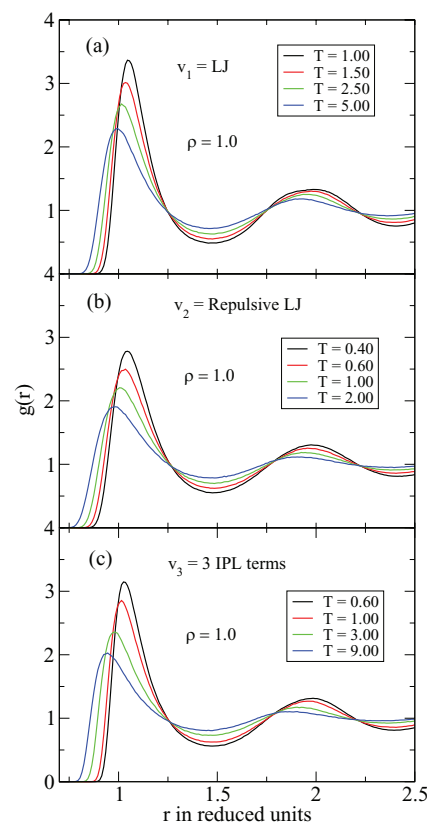 4
(a)
v₁ = LJ
T = 1.00
T = 1.50
T = 2.50
T = 5.00
3
ρ = 1.0
2
1
4
(b)
v₂ = Repulsive LJ
T = 0.40
T = 0.60
T = 1.00
T = 2.00
3
ρ = 1.0
g(r)
2
1
4
(c)
v₃ = 3 IPL terms
T = 0.60
T = 1.00
T = 3.00
T = 9.00
3
ρ = 1.0
2
1
0
1 1.5 2 2.5
r in reduced units